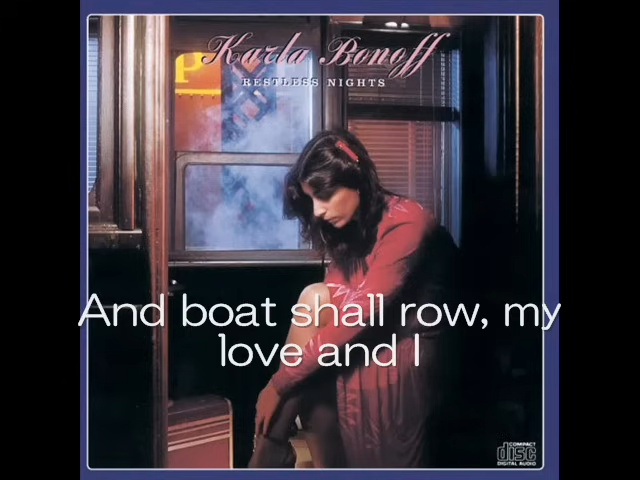 Karla Bonoff
RESTLESS NIGHTS
P
And boat shall row, my
love and I
COMPACT
disc
DIGITAL AUDIO